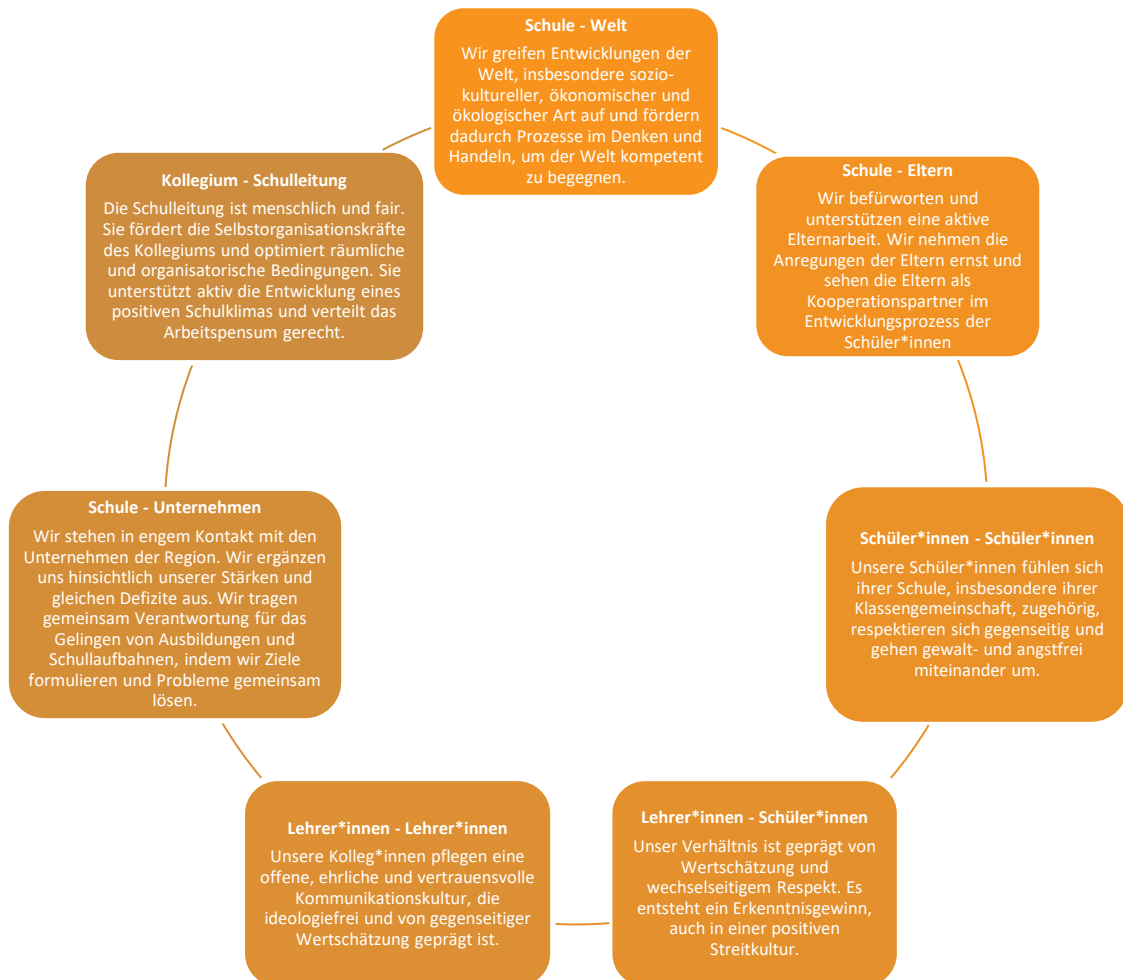 Schule - Welt
Wir greifen Entwicklungen der
Welt, insbesondere sozio-
kultureller, ökonomischer und
ökologischer Art auf und fördern
dadurch Prozesse im Denken und
Handeln, um der Welt kompetent
zu begegnen.
Schule - Eltern
Wir befürworten und
unterstützen eine aktive
Elternarbeit. Wir nehmen die
Anregungen der Eltern ernst und
sehen die Eltern als
Kooperationspartner im
Entwicklungsprozess der
Schüler*innen
Schüler*innen - Schüler*innen
Unsere Schüler*innen fühlen sich
ihrer Schule, insbesondere ihrer
Klassengemeinschaft, zugehörig,
respektieren sich gegenseitig und
gehen gewalt- und angstfrei
miteinander um.
Lehrer*innen - Schüler*innen
Unser Verhältnis ist geprägt von
Wertschätzung und
wechselseitigem Respekt. Es
entsteht ein Erkenntnisgewinn,
auch in einer positiven
Streitkultur.
Lehrer*innen - Lehrer*innen
Unsere Kolleg*innen pflegen eine
offene, ehrliche und vertrauensvolle
Kommunikationskultur, die
ideologiefrei und von gegenseitiger
Wertschätzung geprägt ist.
Schule - Unternehmen
Wir stehen in engem Kontakt mit den
Unternehmen der Region. Wir ergänzen
uns hinsichtlich unserer Stärken und
gleichen Defizite aus. Wir tragen
gemeinsam Verantwortung für das
Gelingen von Ausbildungen und
Schullaufbahnen, indem wir Ziele
formulieren und Probleme gemeinsam
lösen.
Kollegium - Schulleitung
Die Schulleitung ist menschlich und fair.
Sie fördert die Selbstorganisationskräfte
des Kollegiums und optimiert räumliche
und organisatorische Bedingungen. Sie
unterstützt aktiv die Entwicklung eines
positiven Schulklimas und verteilt das
Arbeitspensum gerecht.